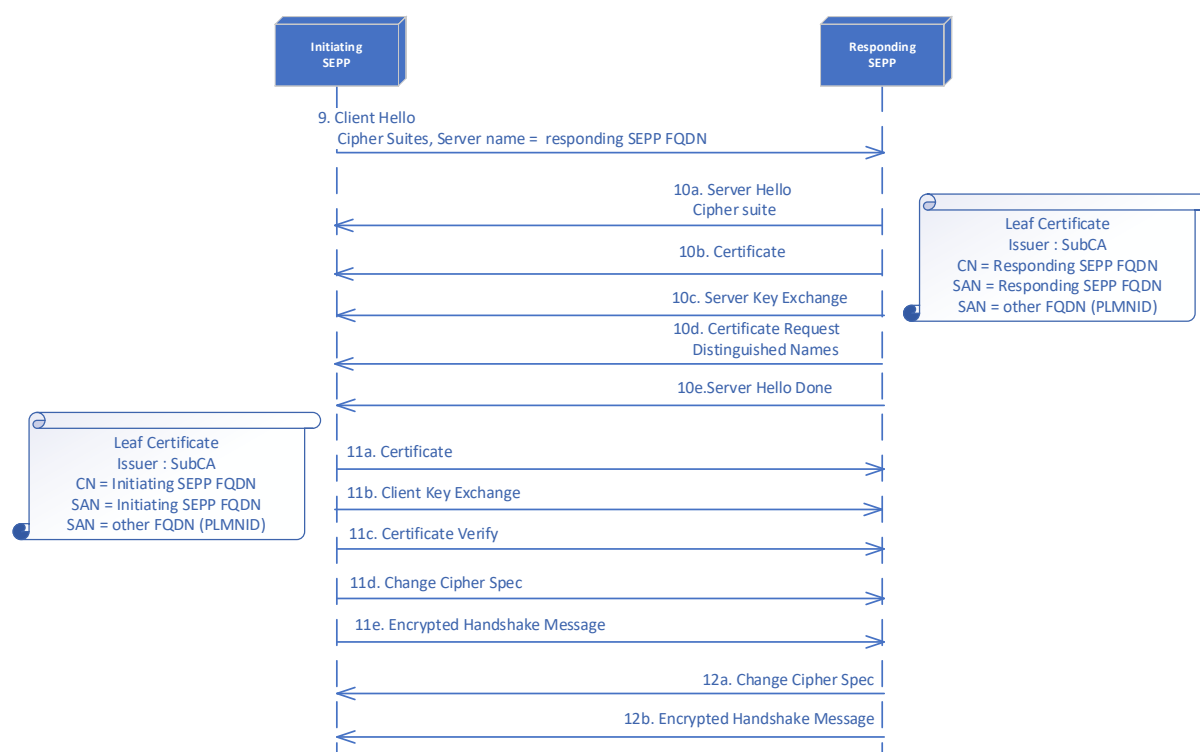 Initiating
SEPP
Responding
SEPP
9. Client Hello
Cipher Suites, Server name = responding SEPP FQDN
10a. Server Hello
Cipher suite
10b. Certificate
10c. Server Key Exchange
10d. Certificate Request
Distinguished Names
10e.Server Hello Done
Leaf Certificate
Issuer : SubCA
CN = Responding SEPP FQDN
SAN = Responding SEPP FQDN
SAN = other FQDN (PLMNID)
Leaf Certificate
Issuer : SubCA
CN = Initiating SEPP FQDN
SAN = Initiating SEPP FQDN
SAN = other FQDN (PLMNID)
11a. Certificate
11b. Client Key Exchange
11c. Certificate Verify
11d. Change Cipher Spec
11e. Encrypted Handshake Message
12a. Change Cipher Spec
12b. Encrypted Handshake Message